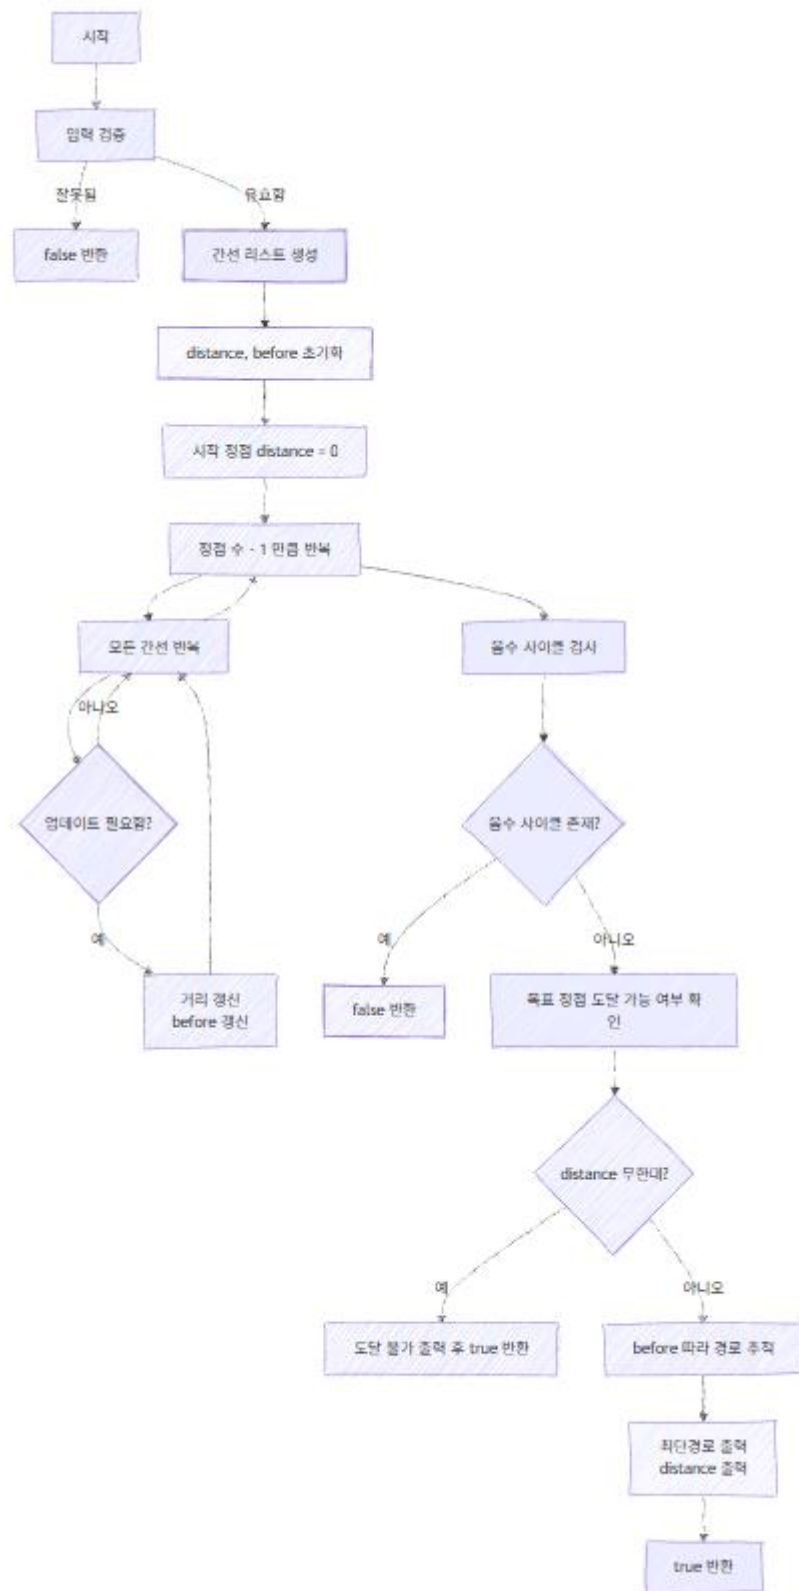 시작
입력 검증
잘못됨
유효함
false 반환
간선 리스트 생성
distance, before 초기화
시작 정점 distance = 0
정점 수 - 1 만큼 반복
모든 간선 반복
음수 사이클 검사
아니오
업데이트 필요함?
음수 사이클 존재?
예
예
아니오
거리 갱신
before 갱신
false 반환
목표 정점 도달 가능 여부 확
인
distance 무한대?
예
아니오
도달 불가 출력 후 true 반환
before 따라 경로 추적
최단경로 출력
distance 출력
true 반환